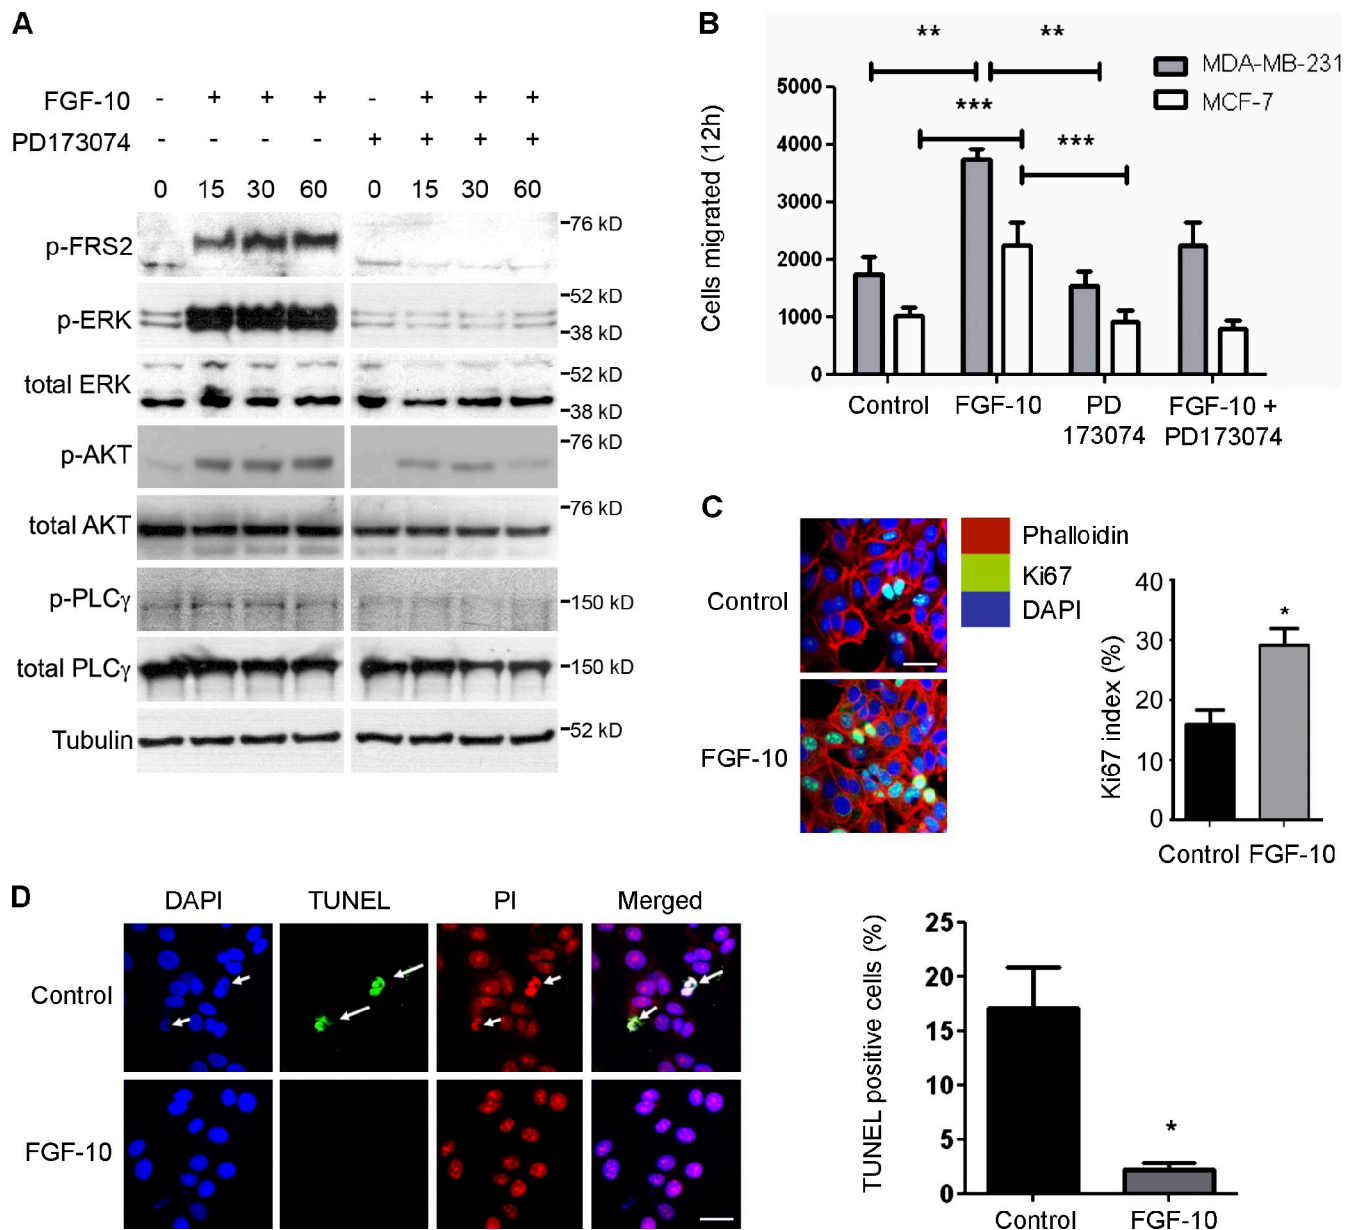 A
FGF-10 - + + + - + + +
PD173074 - - - - + + + +
0 15 30 60 0 15 30 60
p-FRS2
76 kD
p-ERK
52 kD
38 kD
total ERK
52 kD
38 kD
p-AKT
76 kD
total AKT
76 kD
p-PLCγ
150 kD
total PLCγ
150 kD
Tubulin
52 kD
B
** **
*** ***
MDA-MB-231
MCF-7
Cells migrated (12h)
5000
4000
3000
2000
1000
0
Control FGF-10 PD FGF-10 +
173074 PD173074
C
Control
FGF-10
Phalloidin
Ki67
DAPI
Ki67 index (%)
40
30
20
10
0
*
Control FGF-10
D
DAPI TUNEL PI Merged
Control
FGF-10
TUNEL positive cells (%)
25
20
15
10
5
0
*
Control FGF-10